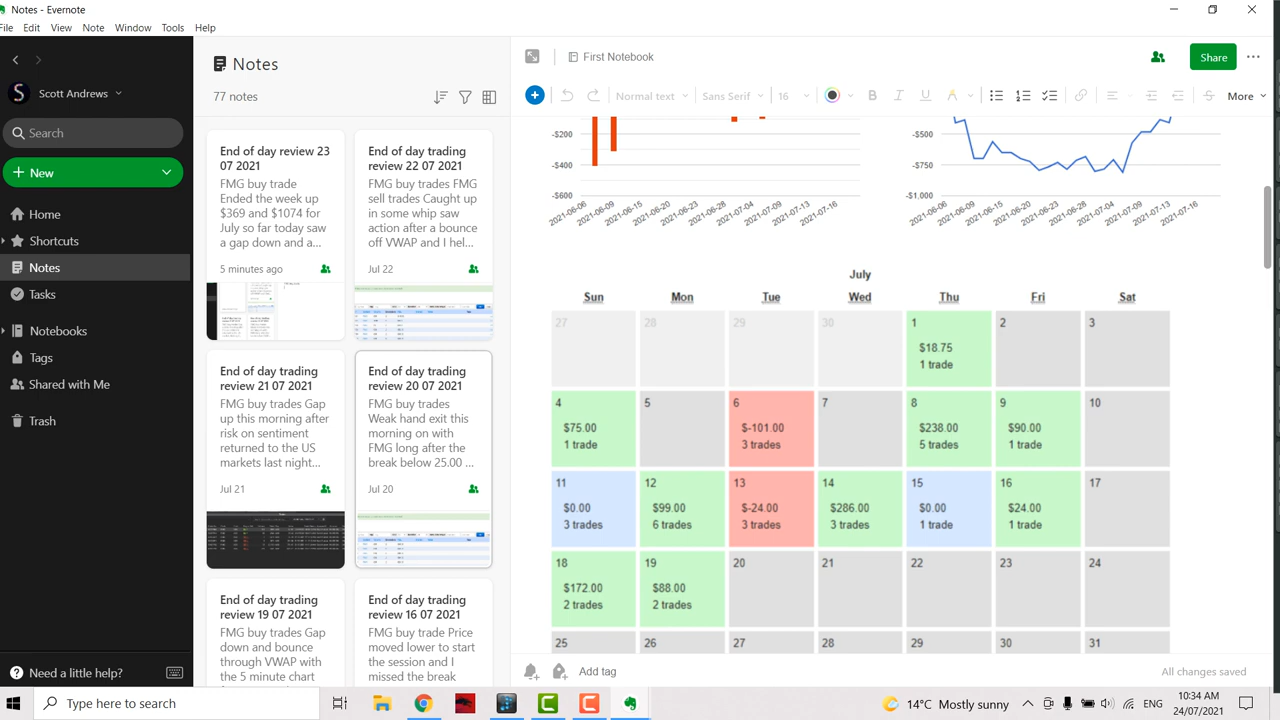 Notes - Evernote
File Edit View Note Window Tools Help
Scott Andrews
Search
New
Home
Shortcuts
Notes
Tasks
Notebooks
Tags
Shared with Me
Trash
Need a little help?
Notes
77 notes
End of day review 23
07 2021
FMG buy trade
Ended the week up
$369 and $1074 for
July so far today saw
a gap down and a...
5 minutes ago
End of day trading
review 22 07 2021
FMG buy trades FMG
sell trades Caught up
in some whip saw
action after a bounce
off VWAP and I hel...
Jul 22
End of day trading
review 21 07 2021
FMG buy trades Gap
up this morning after
risk on sentiment
returned to the US
markets last night...
Jul 21
End of day trading
review 20 07 2021
FMG buy trades
Weak hand exit this
morning on with
FMG long after the
break below 25.00 ...
Jul 20
End of day trading
review 19 07 2021
FMG buy trades Gap
down and bounce
through VWAP with
the 5 minute chart
End of day trading
review 16 07 2021
FMG buy trade Price
moved lower to start
the session and I
missed the break
First Notebook
Share
Normal text Sans Serif 16 B I U A S More
-$200
-$400
-$600
2021-06-06 2021-06-09 2021-06-15 2021-06-20 2021-06-23 2021-06-28 2021-07-04 2021-07-09 2021-07-13 2021-07-16
-$500
-$750
-$1,000
2021-06-06 2021-06-09 2021-06-15 2021-06-20 2021-06-23 2021-06-28 2021-07-04 2021-07-09 2021-07-13 2021-07-16
July
Sun Mon Tue Wed Thu Fri Sat
27 29 1 2 3
$18.75
1 trade
4 5 6 7 8 9 10
$75.00 $-101.00 $238.00 $90.00
1 trade 3 trades 5 trades 1 trade
11 12 13 14 15 16 17
$0.00 $99.00 $-24.00 $286.00 $0.00 $24.00
3 trades 5 trades 3 trades 3 trades 1 trade 1 trade
18 19 20 21 22 23 24
$172.00 $88.00
2 trades 2 trades
25 26 27 28 29 30 31
Add tag
All changes saved
Type here to search
14°C Mostly sunny
ENG
10:34 AM
24/07/2021